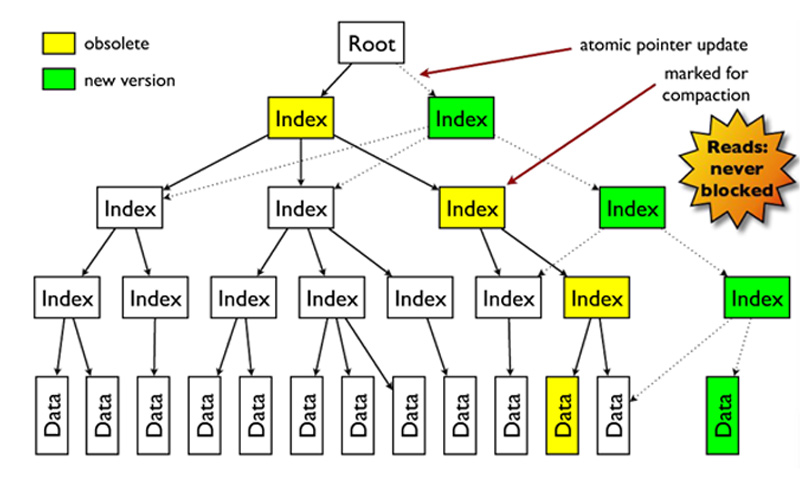 obsolete
new version
Root
atomic pointer update
marked for
compaction
Index
Index
Reads:
never
blocked
Index
Index
Index
Index
Index
Index
Index
Index
Index
Index
Index
Index
Data
Data
Data
Data
Data
Data
Data
Data
Data
Data
Data
Data
Data